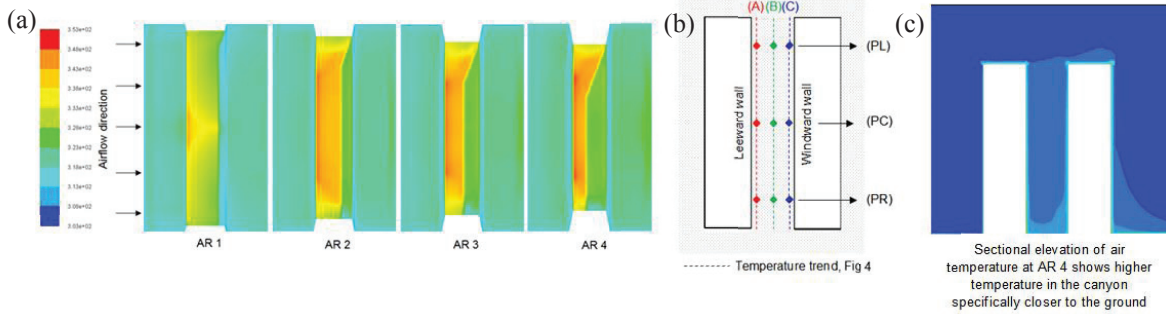 (a)
3.53e+02
3.48e+02
3.43e+02
3.38e+02
3.33e+02
3.28e+02
3.23e+02
3.18e+02
3.13e+02
3.08e+02
3.03e+02
Airflow direction
AR 1
AR 2
AR 3
AR 4
(b)
(A) (B) (C)
Leeward wall
Windward wall
(PL)
(PC)
(PR)
Temperature trend, Fig 4
(c)
Sectional elevation of air
temperature at AR 4 shows higher
temperature in the canyon
specifically closer to the ground